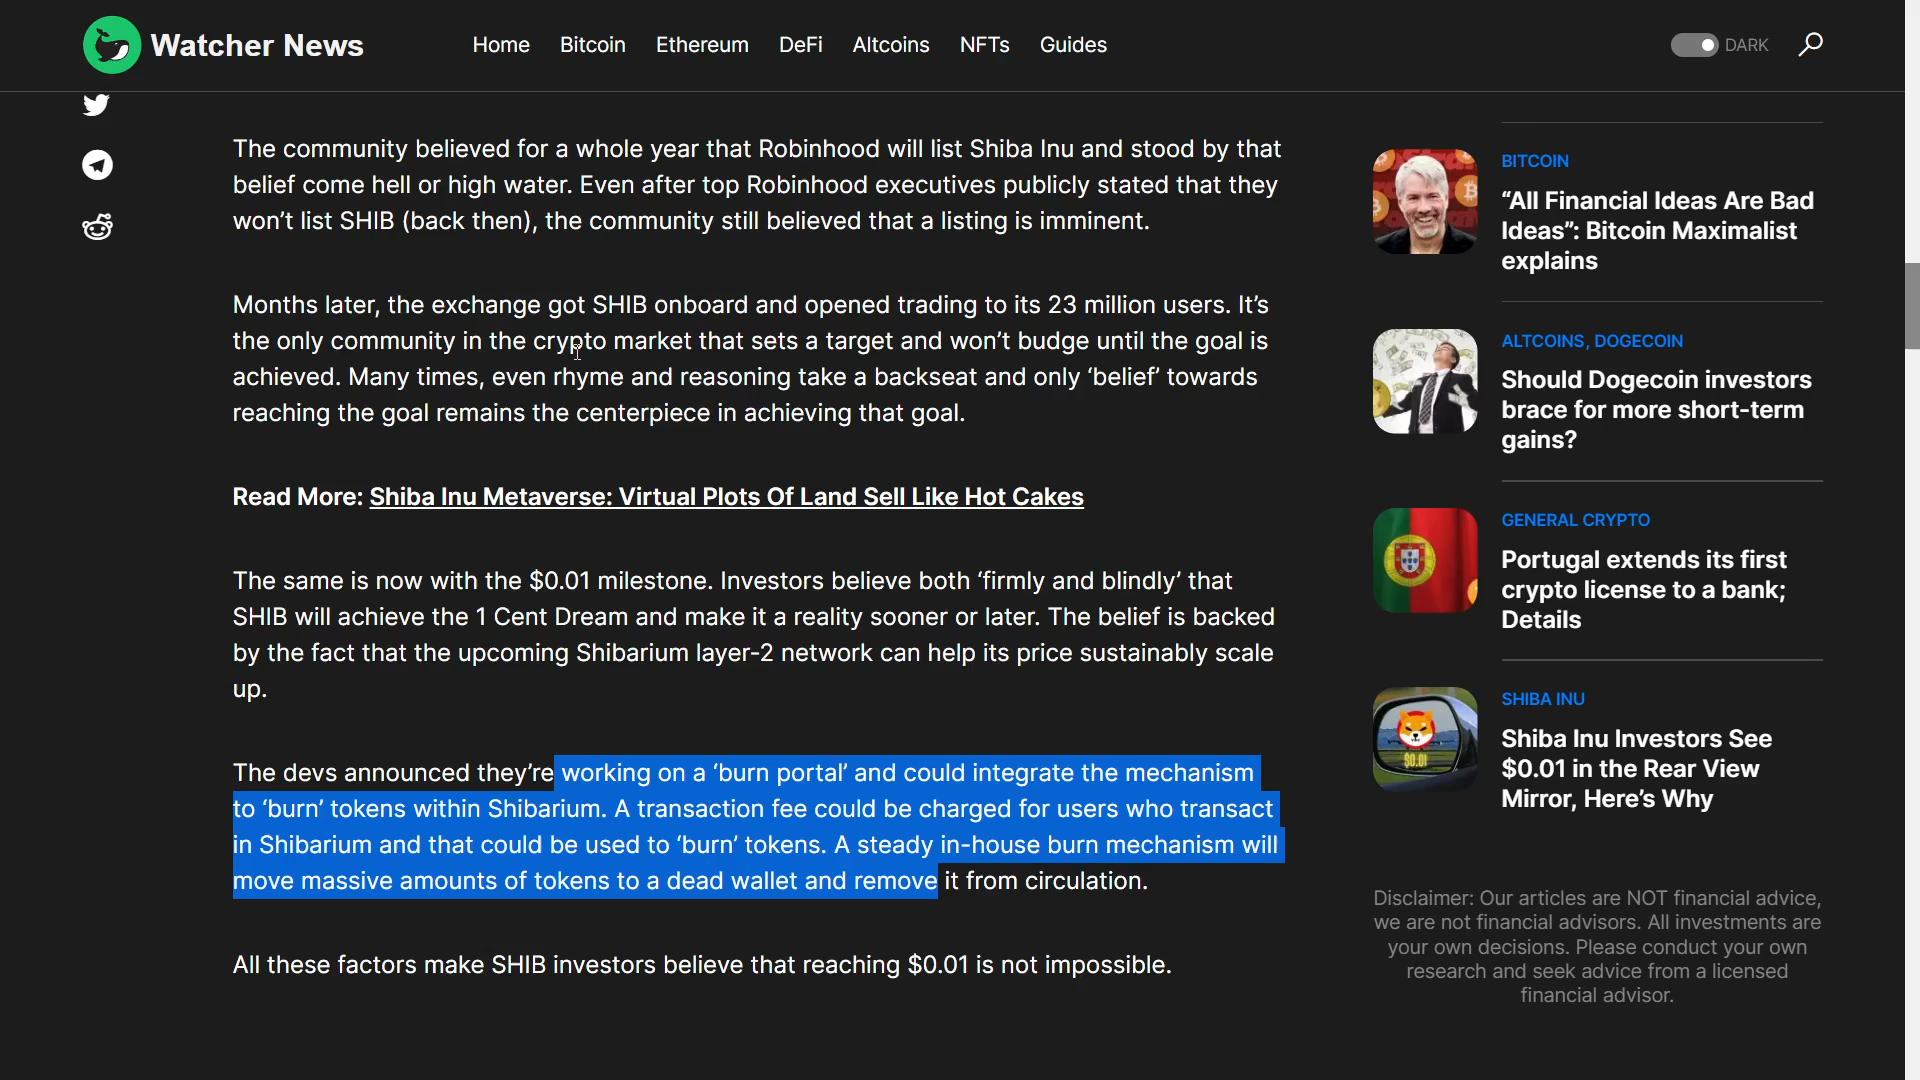 Watcher News
Home Bitcoin Ethereum DeFi Altcoins NFTs Guides
DARK
The community believed for a whole year that Robinhood will list Shiba Inu and stood by that
belief come hell or high water. Even after top Robinhood executives publicly stated that they
won’t list SHIB (back then), the community still believed that a listing is imminent.
Months later, the exchange got SHIB onboard and opened trading to its 23 million users. It’s
the only community in the crypto market that sets a target and won’t budge until the goal is
achieved. Many times, even rhyme and reasoning take a backseat and only ‘belief’ towards
reaching the goal remains the centerpiece in achieving that goal.
Read More: Shiba Inu Metaverse: Virtual Plots Of Land Sell Like Hot Cakes
The same is now with the $0.01 milestone. Investors believe both ‘firmly and blindly’ that
SHIB will achieve the 1 Cent Dream and make it a reality sooner or later. The belief is backed
by the fact that the upcoming Shibarium layer-2 network can help its price sustainably scale
up.
The devs announced they’re working on a ‘burn portal’ and could integrate the mechanism
to ‘burn’ tokens within Shibarium. A transaction fee could be charged for users who transact
in Shibarium and that could be used to ‘burn’ tokens. A steady in-house burn mechanism will
move massive amounts of tokens to a dead wallet and remove it from circulation.
All these factors make SHIB investors believe that reaching $0.01 is not impossible.
BITCOIN
“All Financial Ideas Are Bad
Ideas”: Bitcoin Maximalist
explains
ALTCOINS, DOGECOIN
Should Dogecoin investors
brace for more short-term
gains?
GENERAL CRYPTO
Portugal extends its first
crypto license to a bank;
Details
SHIBA INU
$0.01
Shiba Inu Investors See
$0.01 in the Rear View
Mirror, Here’s Why
Disclaimer: Our articles are NOT financial advice,
we are not financial advisors. All investments are
your own decisions. Please conduct your own
research and seek advice from a licensed
financial advisor.